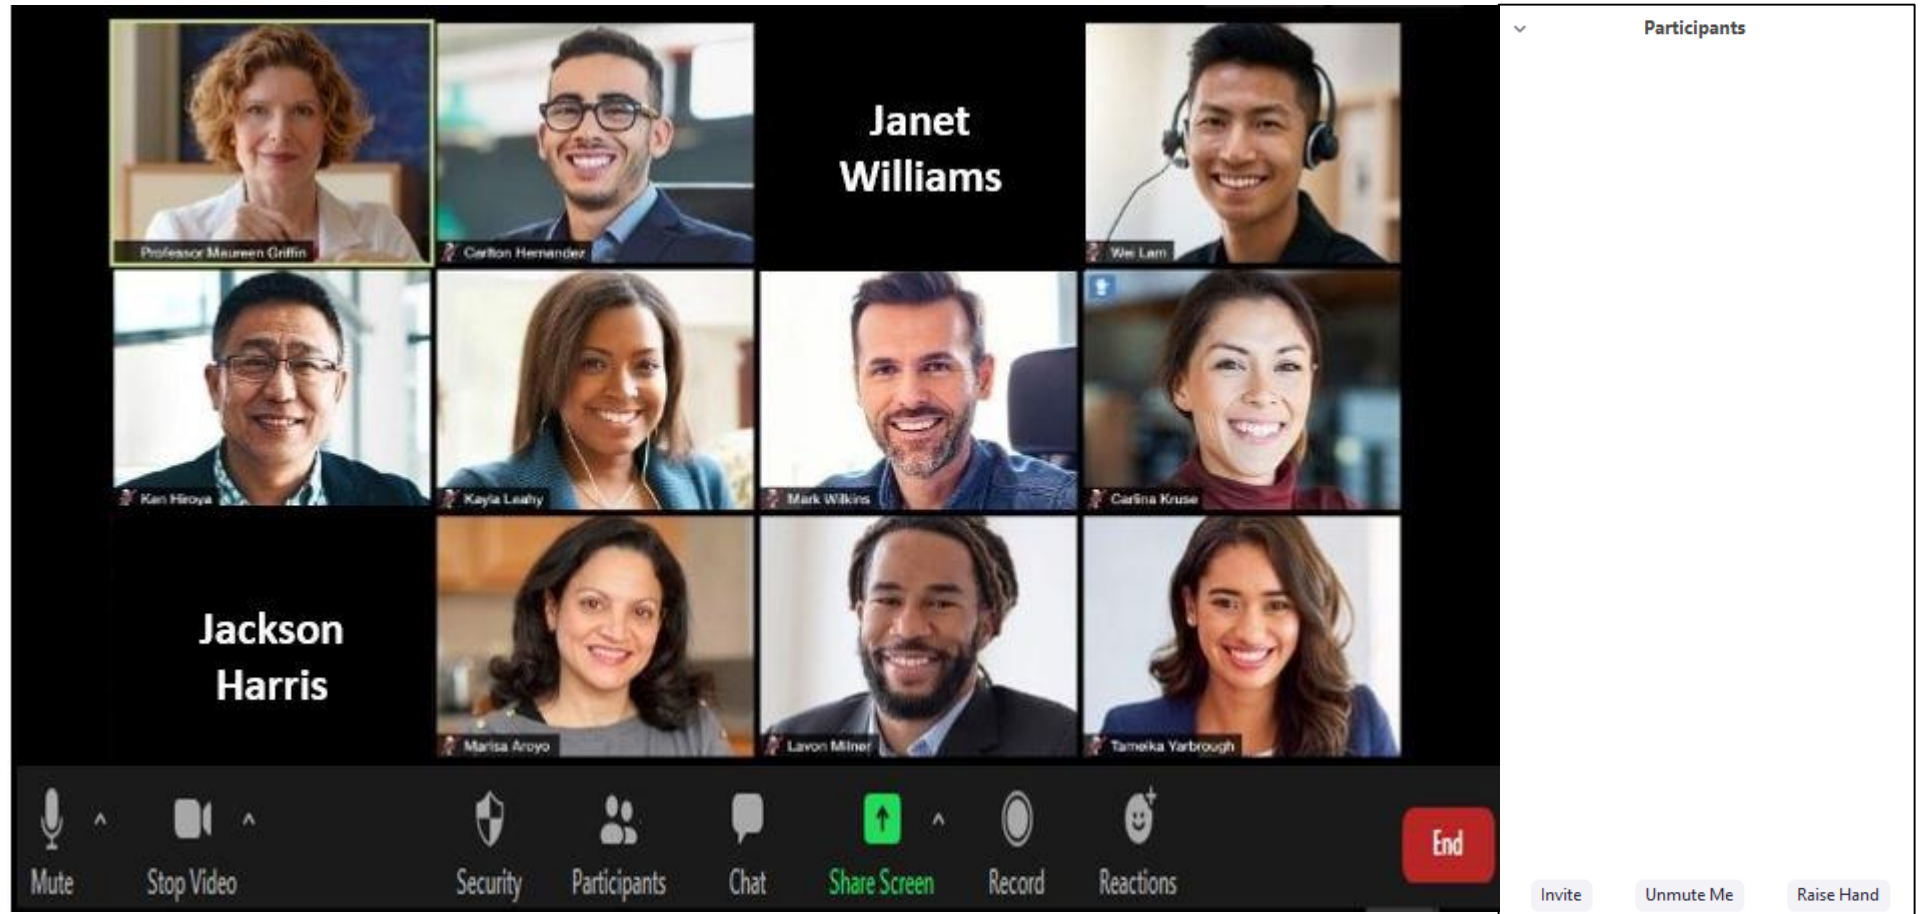 Participants
Janet
Williams
Professor Maureen Griffin
Carlton Hernandez
Wei Lam
Ken Hiroya
Kayla Leahy
Mark Wilkins
Carlina Kruse
Jackson
Harris
Marisa Aroyo
Lavon Milner
Tameika Yarbrough
Mute
Stop Video
Security
Participants
Chat
Share Screen
Record
Reactions
End
Invite
Unmute Me
Raise Hand